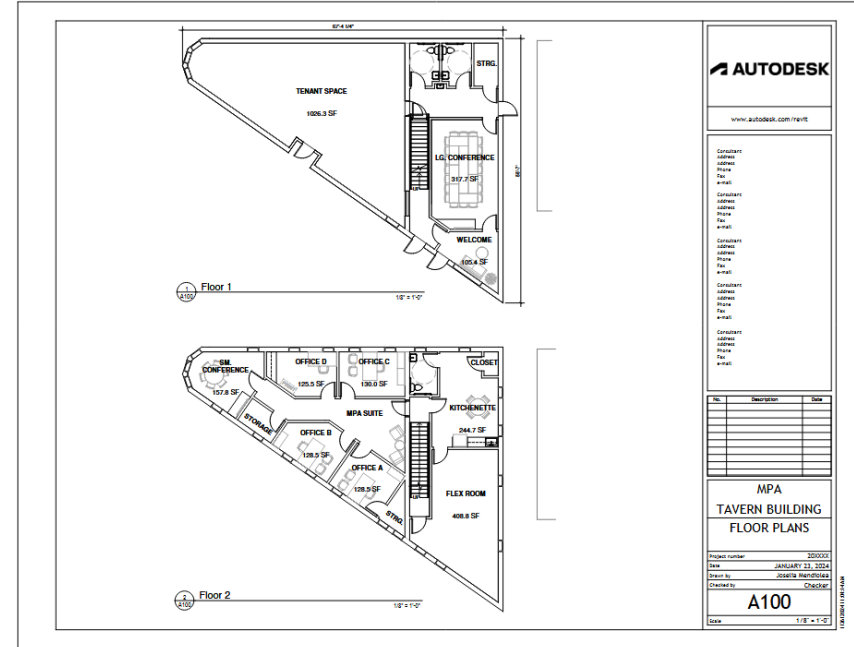 67'-4 1/4"
STRG.
TENANT SPACE
1026.3 SF
LG. CONFERENCE
317.7 SF
WELCOME
105.4 SF
1
A100
Floor 1
1/8" = 1'-0"
SM.
CONFERENCE
157.8 SF
OFFICE D
125.5 SF
OFFICE C
130.0 SF
CLOSET
MPA SUITE
KITCHENETTE
244.7 SF
STORAGE
OFFICE B
128.5 SF
OFFICE A
128.5 SF
STRG.
FLEX ROOM
408.8 SF
2
A100
Floor 2
1/8" = 1'-0"
AUTODESK
www.autodesk.com/revit
Consultant
Address
Address
Phone
Fax
e-mail
Consultant
Address
Address
Phone
Fax
e-mail
Consultant
Address
Address
Phone
Fax
e-mail
Consultant
Address
Address
Phone
Fax
e-mail
Consultant
Address
Address
Phone
Fax
e-mail
No. Description Date
MPA
TAVERN BUILDING
FLOOR PLANS
Project number 20XXXX
Date JANUARY 23, 2024
Drawn by Joselia Mendiolea
Checked by Checker
A100
Scale 1/8" = 1'-0"